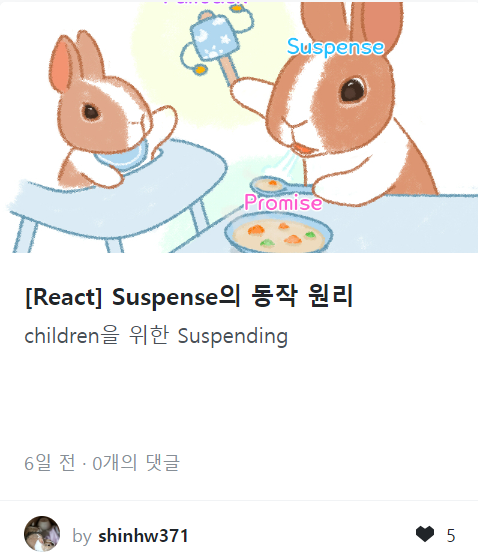 Suspense
Promise
[React] Suspense의 동작 원리
children을 위한 Suspending
6일 전 · 0개의 댓글
by shinhw371
5